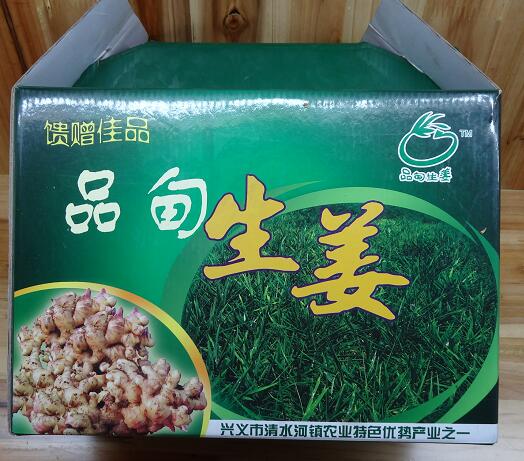 馈赠佳品
TM
品甸生姜
品甸生姜
兴义市清水河镇农业特色优势产业之一